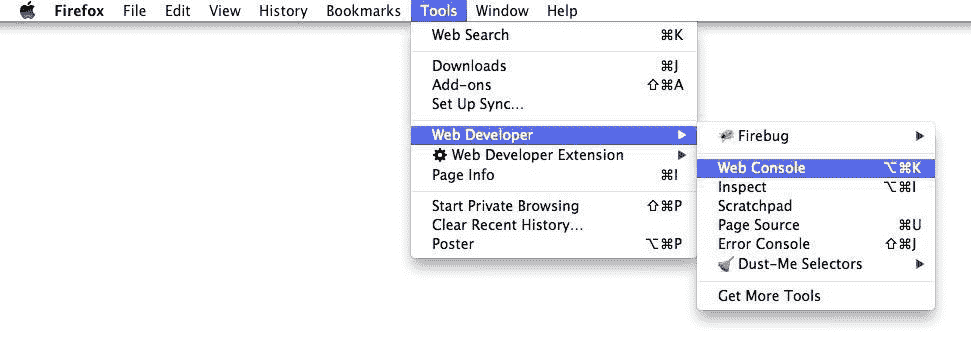 Firefox File Edit View History Bookmarks Tools Window Help
Web Search ⌘K
Downloads ⌘J
Add-ons ⇧⌘A
Set Up Sync...
Web Developer
Web Developer Extension
Page Info ⌘I
Start Private Browsing ⇧⌘P
Clear Recent History...
Poster ⌥⌘P
Firebug
Web Console ⌥⌘K
Inspect ⌥⌘I
Scratchpad
Page Source ⌘U
Error Console ⇧⌘J
Dust-Me Selectors
Get More Tools